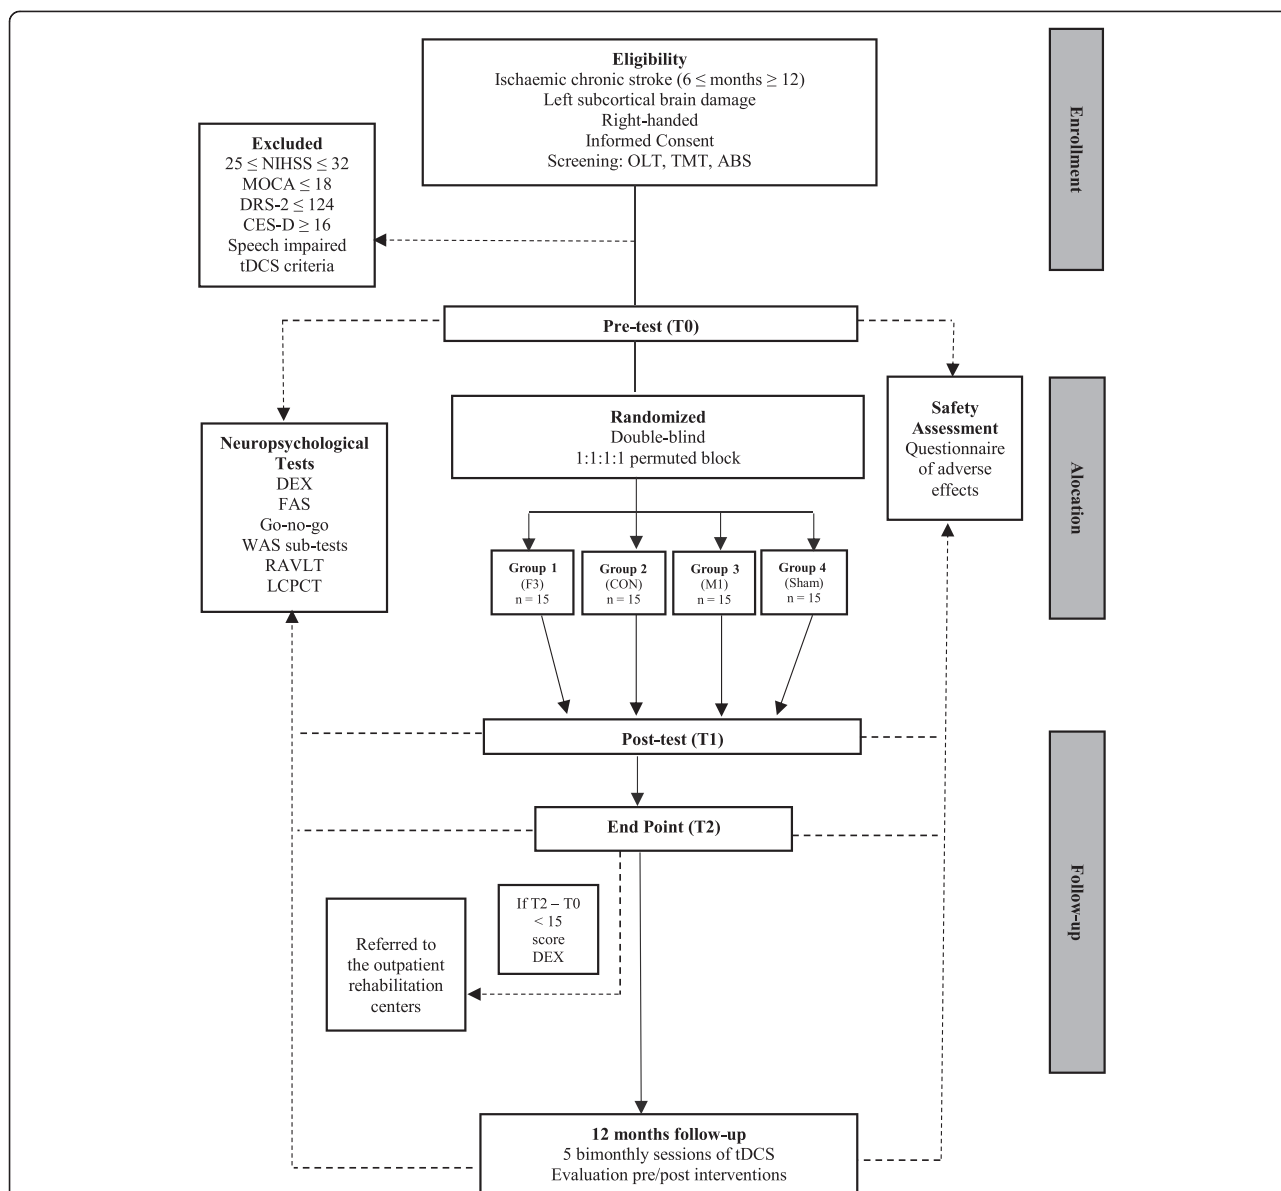 Eligibility
Ischaemic chronic stroke (6 ≤ months ≥ 12)
Left subcortical brain damage
Right-handed
Informed Consent
Screening: OLT, TMT, ABS
Enrollment
Excluded
25 ≤ NIHSS ≤ 32
MOCA ≤ 18
DRS-2 ≤ 124
CES-D ≥ 16
Speech impaired
tDCS criteria
Pre-test (T0)
Randomized
Double-blind
1:1:1:1 permuted block
Neuropsychological
Tests
DEX
FAS
Go-no-go
WAS sub-tests
RAVLT
LCPCT
Safety
Assessment
Questionnaire
of adverse
effects
Alocation
Group 1
(F3)
n = 15
Group 2
(CON)
n = 15
Group 3
(M1)
n = 15
Group 4
(Sham)
n = 15
Post-test (T1)
End Point (T2)
Follow-up
If T2 – T0
< 15
score
DEX
Referred to
the outpatient
rehabilitation
centers
12 months follow-up
5 bimonthly sessions of tDCS
Evaluation pre/post interventions